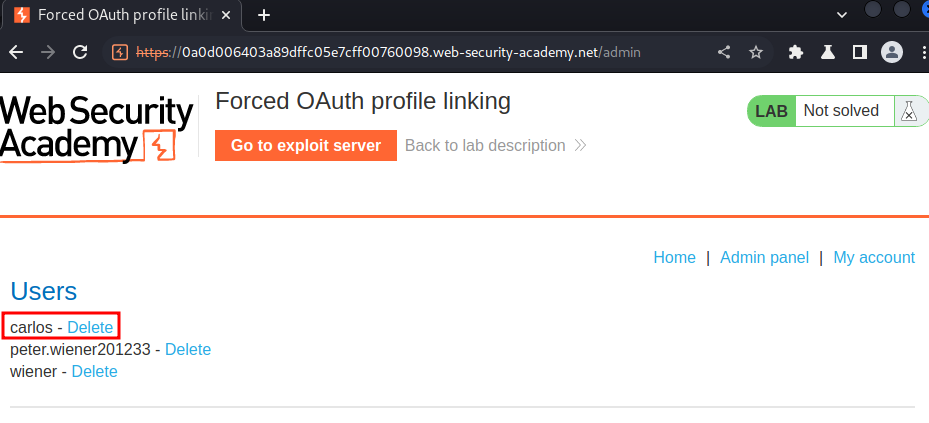 Forced OAuth profile linkin
https://0a0d006403a89dffc05e7cff00760098.web-security-academy.net/admin
Web Security
Academy
Forced OAuth profile linking
Go to exploit server
Back to lab description
LAB
Not solved
Home | Admin panel | My account
Users
carlos - Delete
peter.wiener201233 - Delete
wiener - Delete